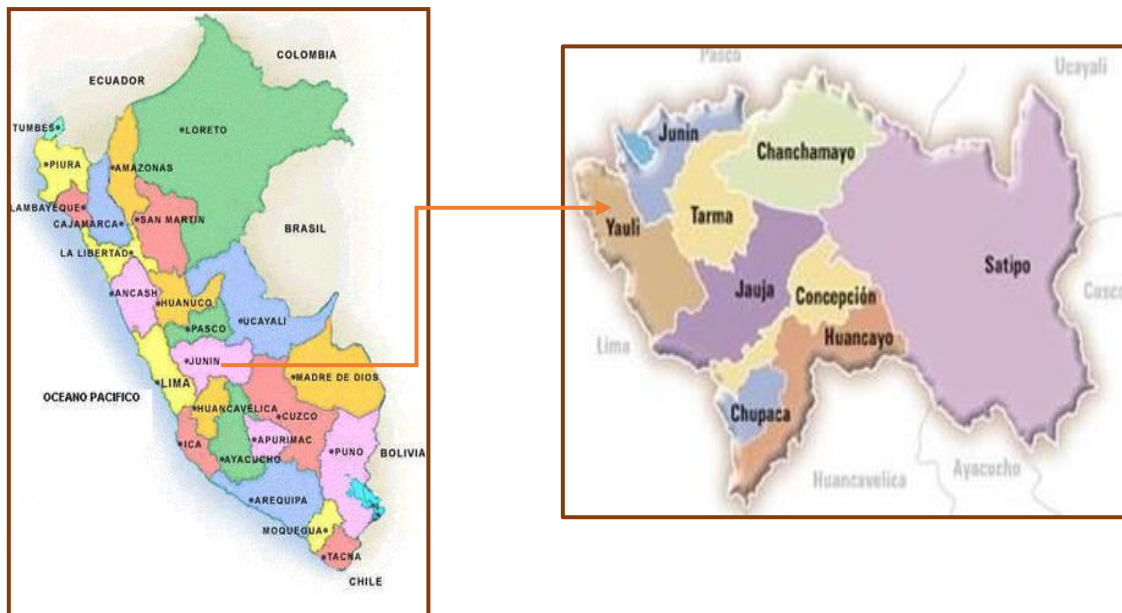 COLOMBIA
ECUADOR
TUMBES
LORETO
PIURA
AMAZONAS
LAMBAYEQUE
CAJAMARCA
SAN MARTIN
BRASIL
LA LIBERTAD
ANCASH
HUANUCO
UCAYALI
PASCO
JUNIN
LIMA
MADRE DE DIOS
OCEANO PACIFICO
HUANCAVELICA
CUZCO
ICA
APURIMAC
PUNO
BOLIVIA
AYACUCHO
AREQUIPA
MOQUEGUA
TACNA
CHILE
Pasco
Ucayali
Junin
Chanchamayo
Tarma
Yauli
Satipo
Jauja
Concepción
Cusco
Lima
Huancayo
Chupaca
Huancavelica
Ayacucho